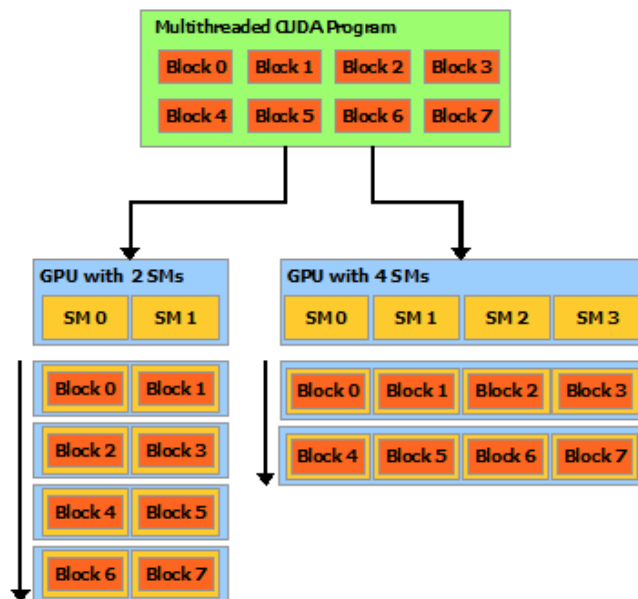 Multithreaded CUDA Program
Block 0 Block 1 Block 2 Block 3
Block 4 Block 5 Block 6 Block 7
GPU with 2 SMs
SM 0 SM 1
Block 0 Block 1
Block 2 Block 3
Block 4 Block 5
Block 6 Block 7
GPU with 4 SMs
SM 0 SM 1 SM 2 SM 3
Block 0 Block 1 Block 2 Block 3
Block 4 Block 5 Block 6 Block 7